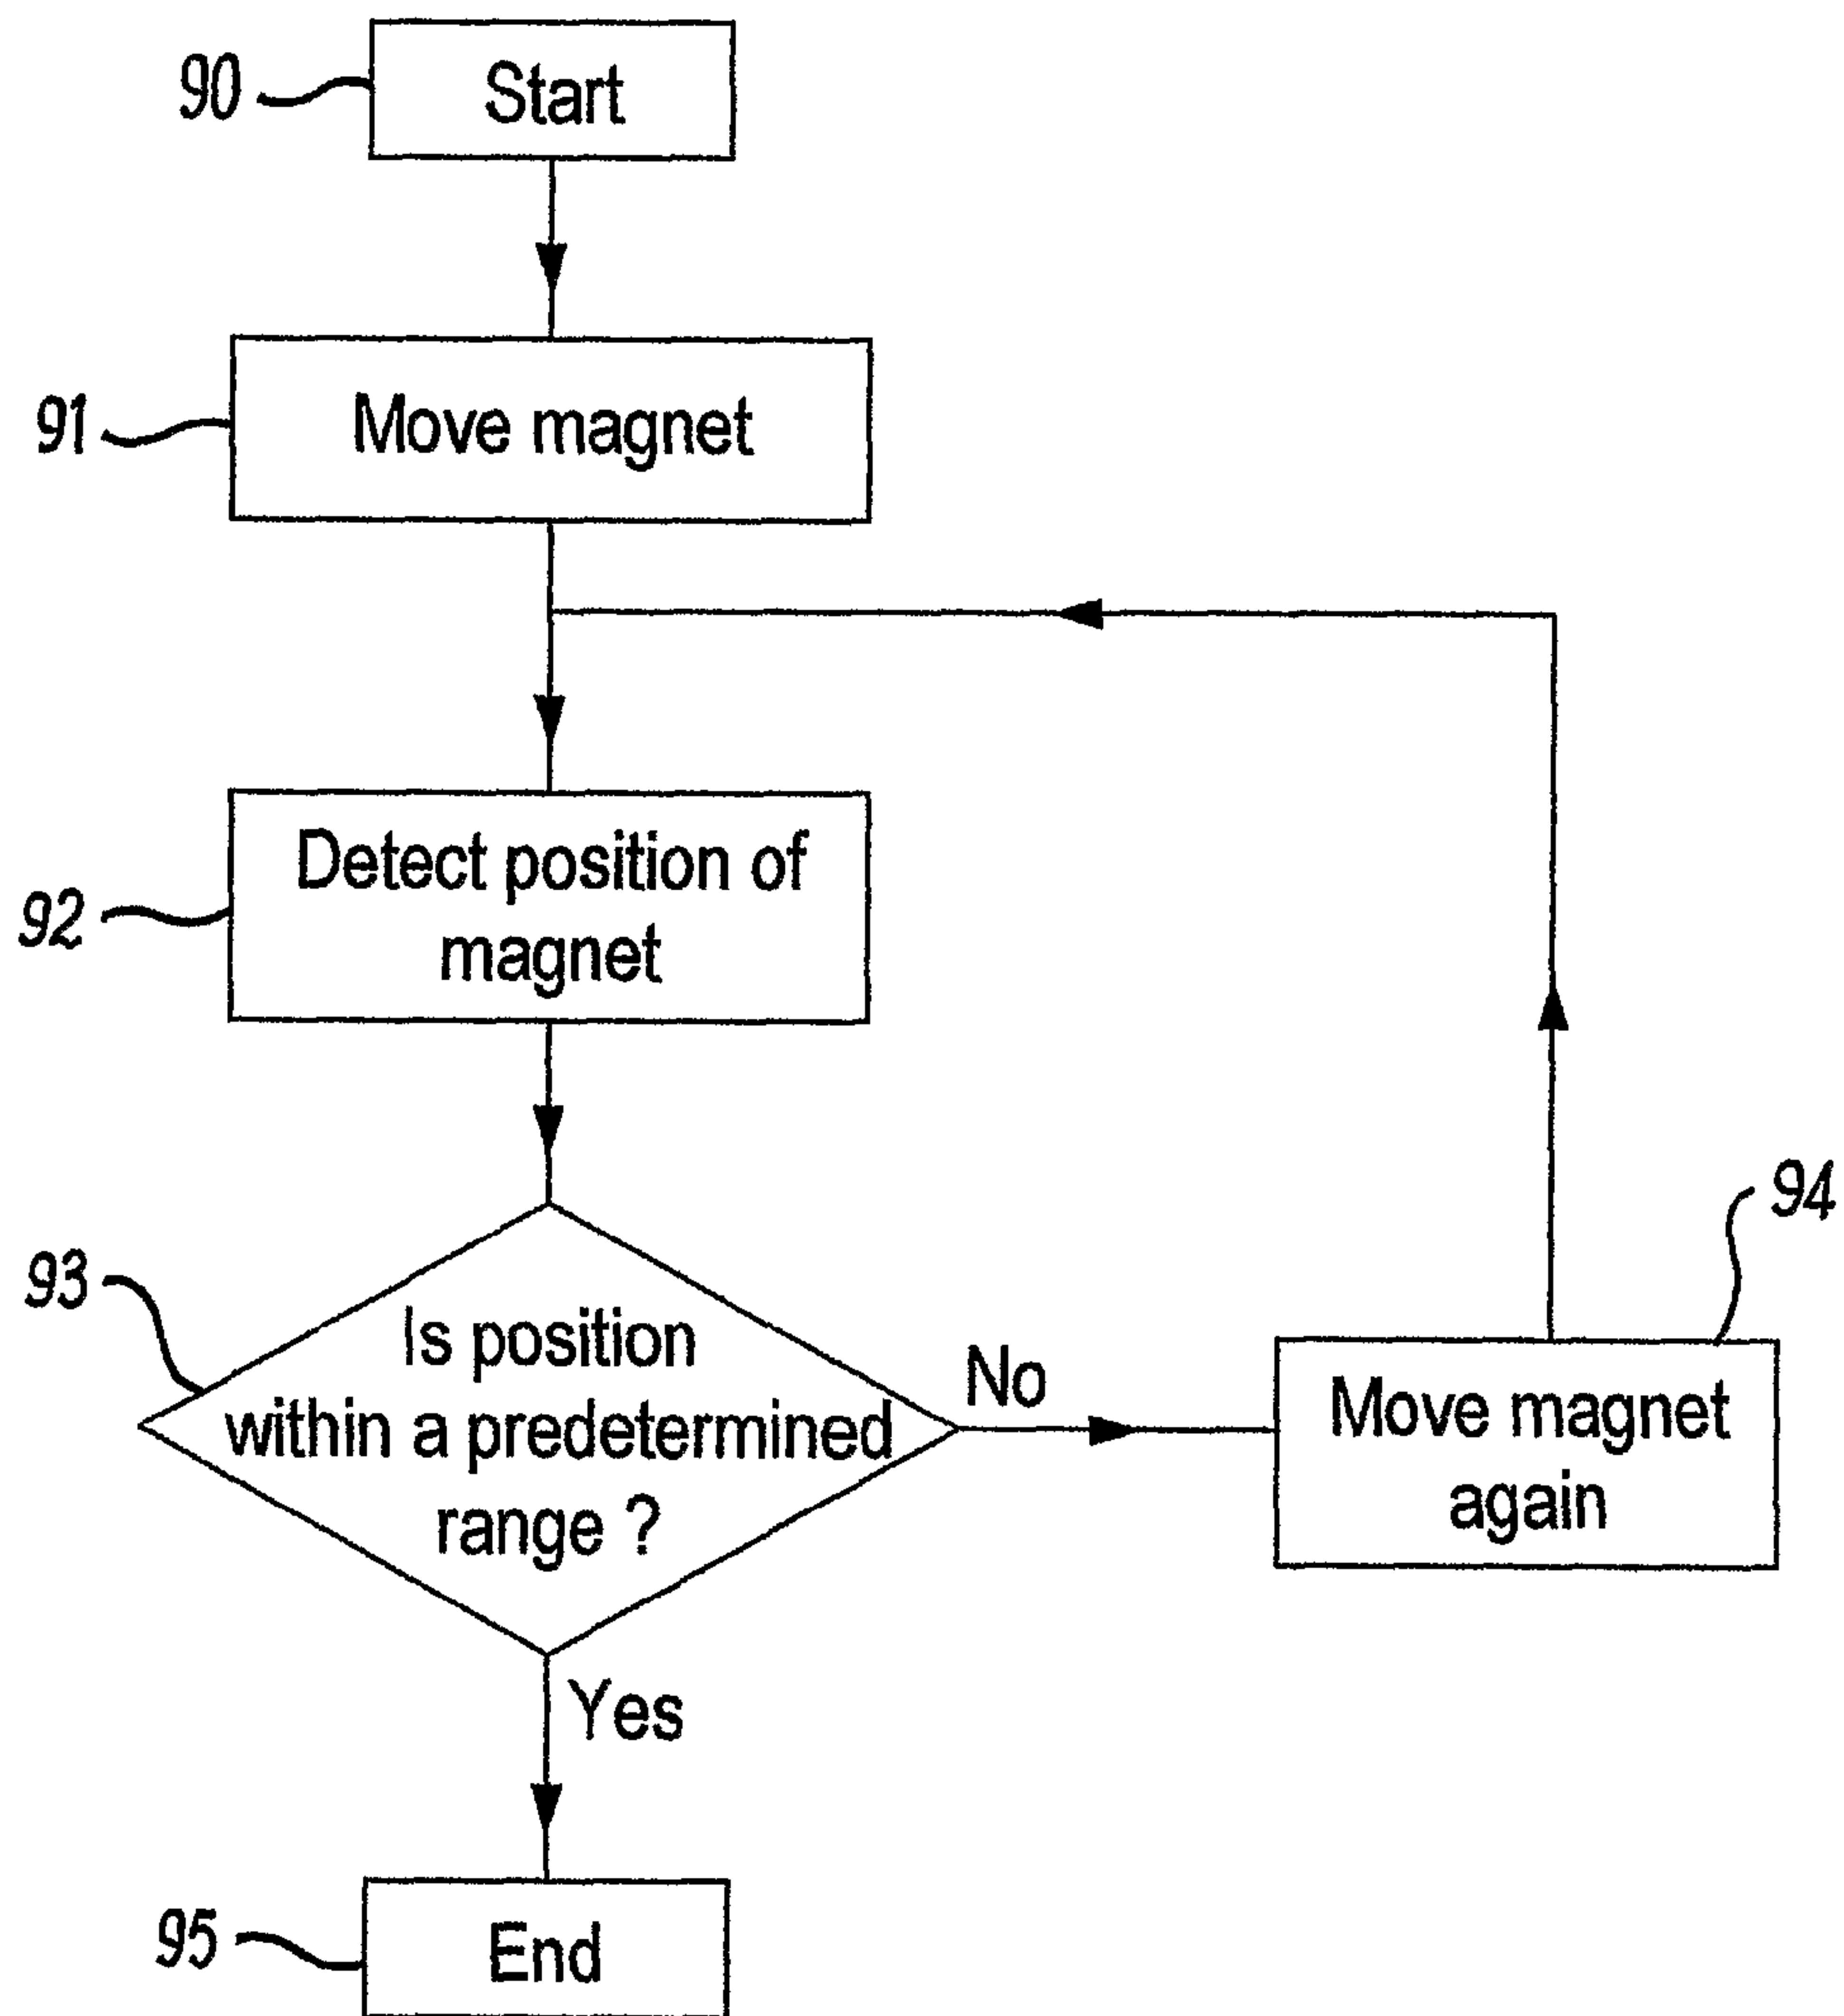 90
Start
91
Move magnet
92
Detect position of
magnet
93
Is position
within a predetermined
range ?
No
94
Move magnet
again
Yes
95
End